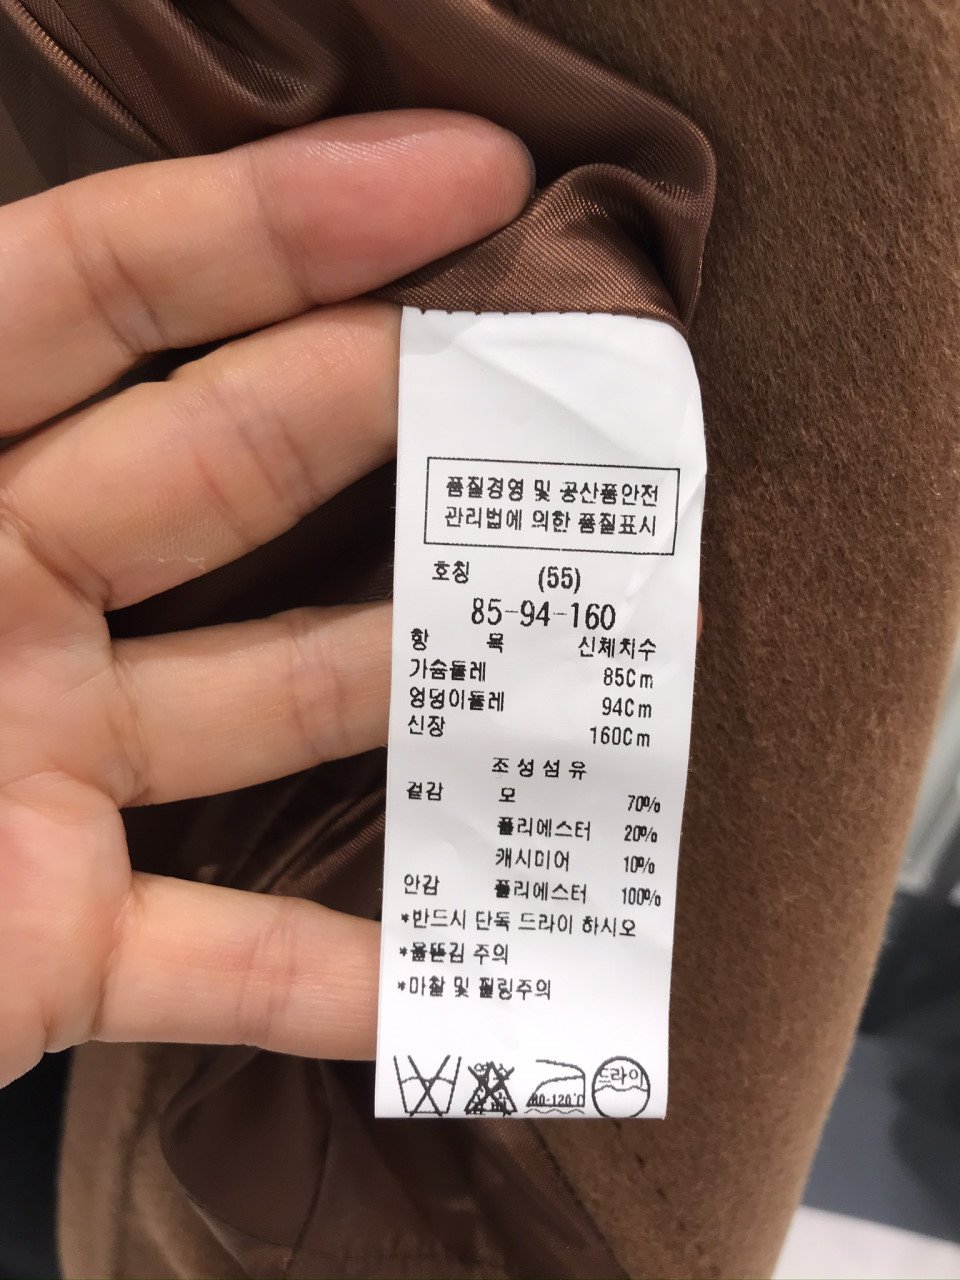 품질경영 및 공산품안전
관리법에 의한 품질표시
호칭 (55)
85-94-160
항 목 신체치수
가슴둘레 85Cm
엉덩이둘레 94Cm
신장 160Cm
조성섬유
겉감 모 70%
폴리에스터 20%
캐시미어 10%
안감 폴리에스터 100%
*반드시 단독 드라이 하시오
*올뜯김 주의
*마찰 및 필링주의
80-120℃ 드라이